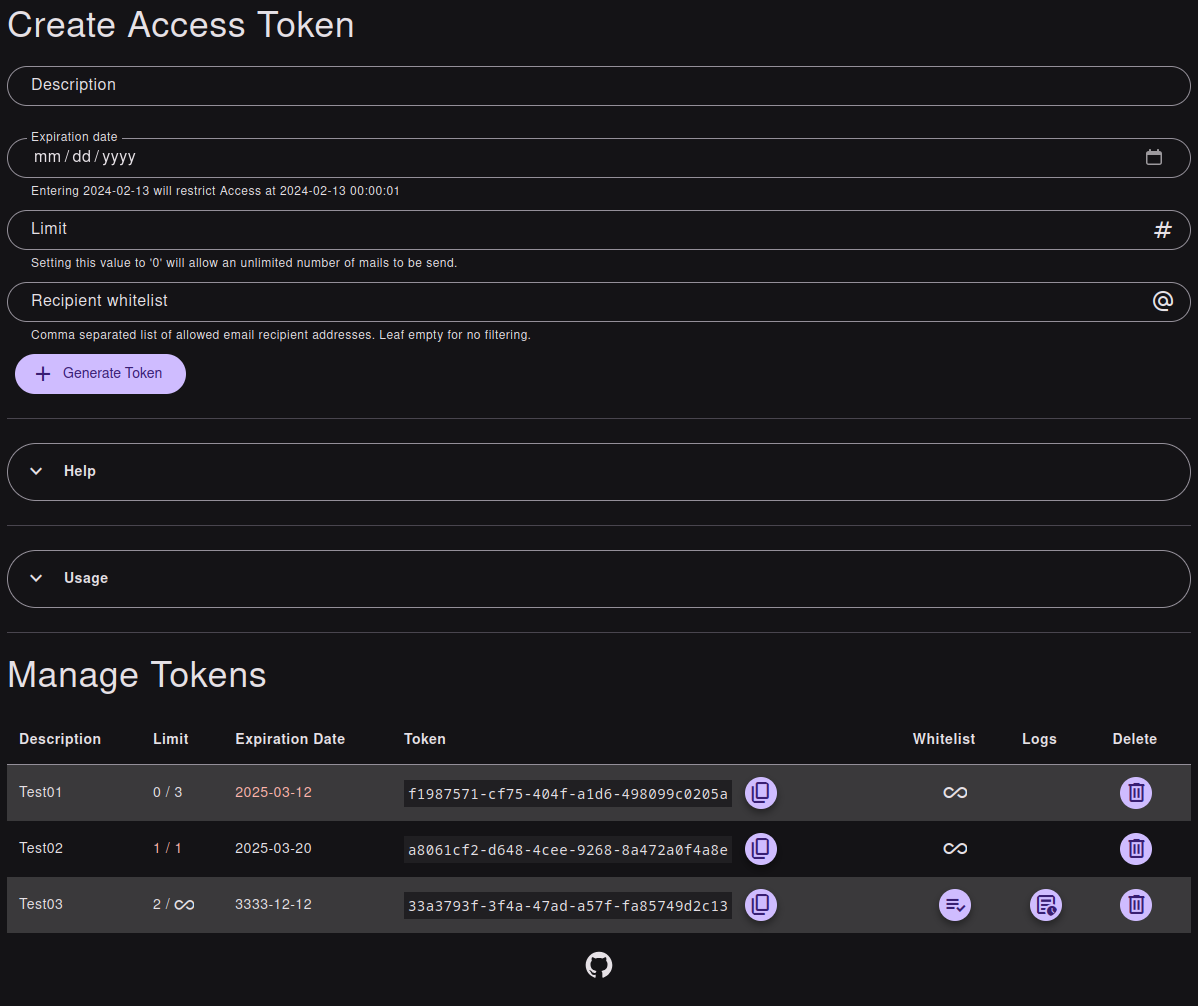 Create Access Token
Description
Expiration date
mm/dd/yyyy
Entering 2024-02-13 will restrict Access at 2024-02-13 00:00:01
Limit #
Setting this value to '0' will allow an unlimited number of mails to be send.
Recipient whitelist @
Comma separated list of allowed email recipient addresses. Leaf empty for no filtering.
+ Generate Token
Help
Usage
Manage Tokens
Description Limit Expiration Date Token Whitelist Logs Delete
Test01 0 / 3 2025-03-12 f1987571-cf75-404f-a1d6-498099c0205a ∞
Test02 1 / 1 2025-03-20 a8061cf2-d648-4cee-9268-8a472a0f4a8e ∞
Test03 2 / ∞ 3333-12-12 33a3793f-3f4a-47ad-a57f-fa85749d2c13